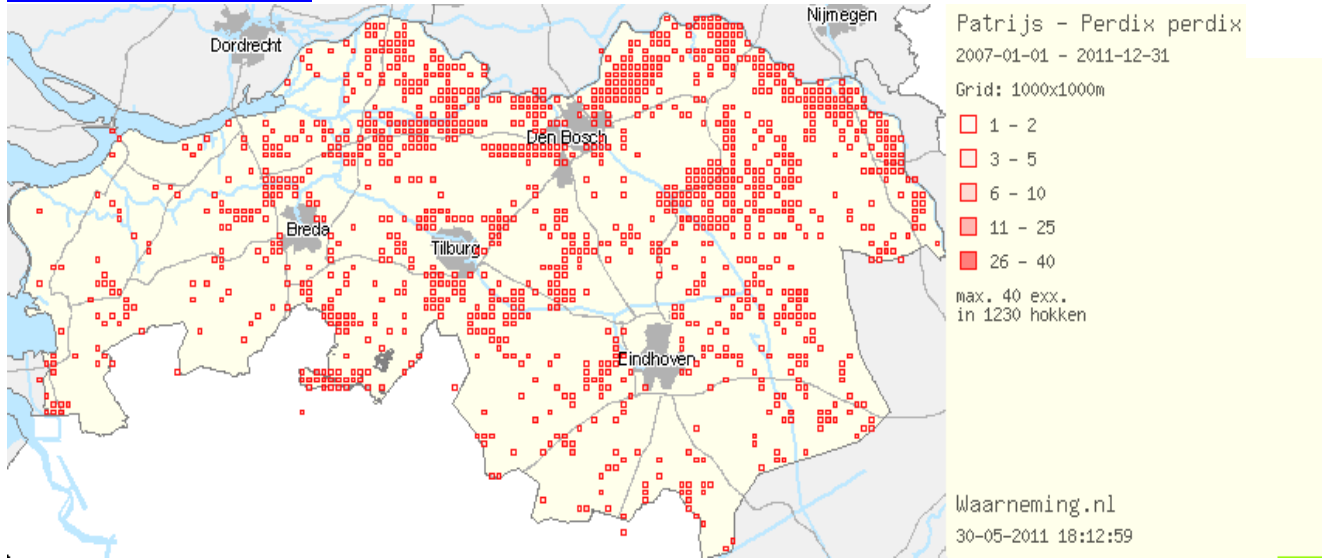 Nijmegen
Dordrecht
Den Bosch
Breda
Tilburg
Eindhoven
Patrijs - Perdix perdix
2007-01-01 - 2011-12-31
Grid: 1000x1000m
1 - 2
3 - 5
6 - 10
11 - 25
26 - 40
max. 40 exx.
in 1230 hokken
Waarneming.nl
30-05-2011 18:12:59